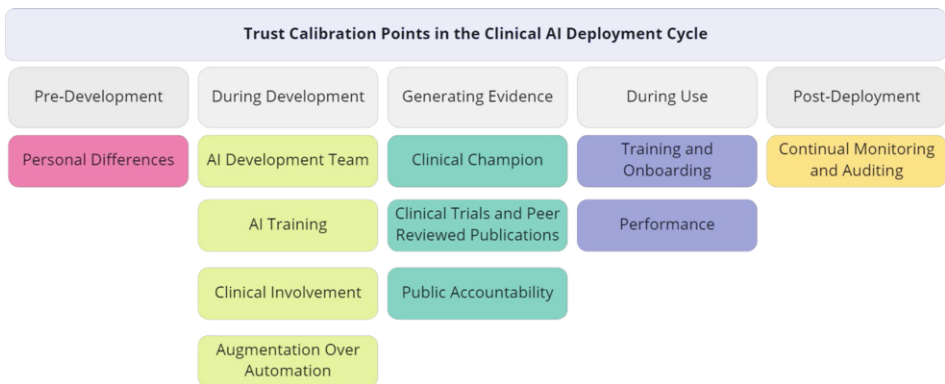 Trust Calibration Points in the Clinical AI Deployment Cycle
Pre-Development
During Development
Generating Evidence
During Use
Post-Deployment
Personal Differences
AI Development Team
Clinical Champion
Training and
Onboarding
Continual Monitoring
and Auditing
AI Training
Clinical Trials and Peer
Reviewed Publications
Performance
Clinical Involvement
Public Accountability
Augmentation Over
Automation